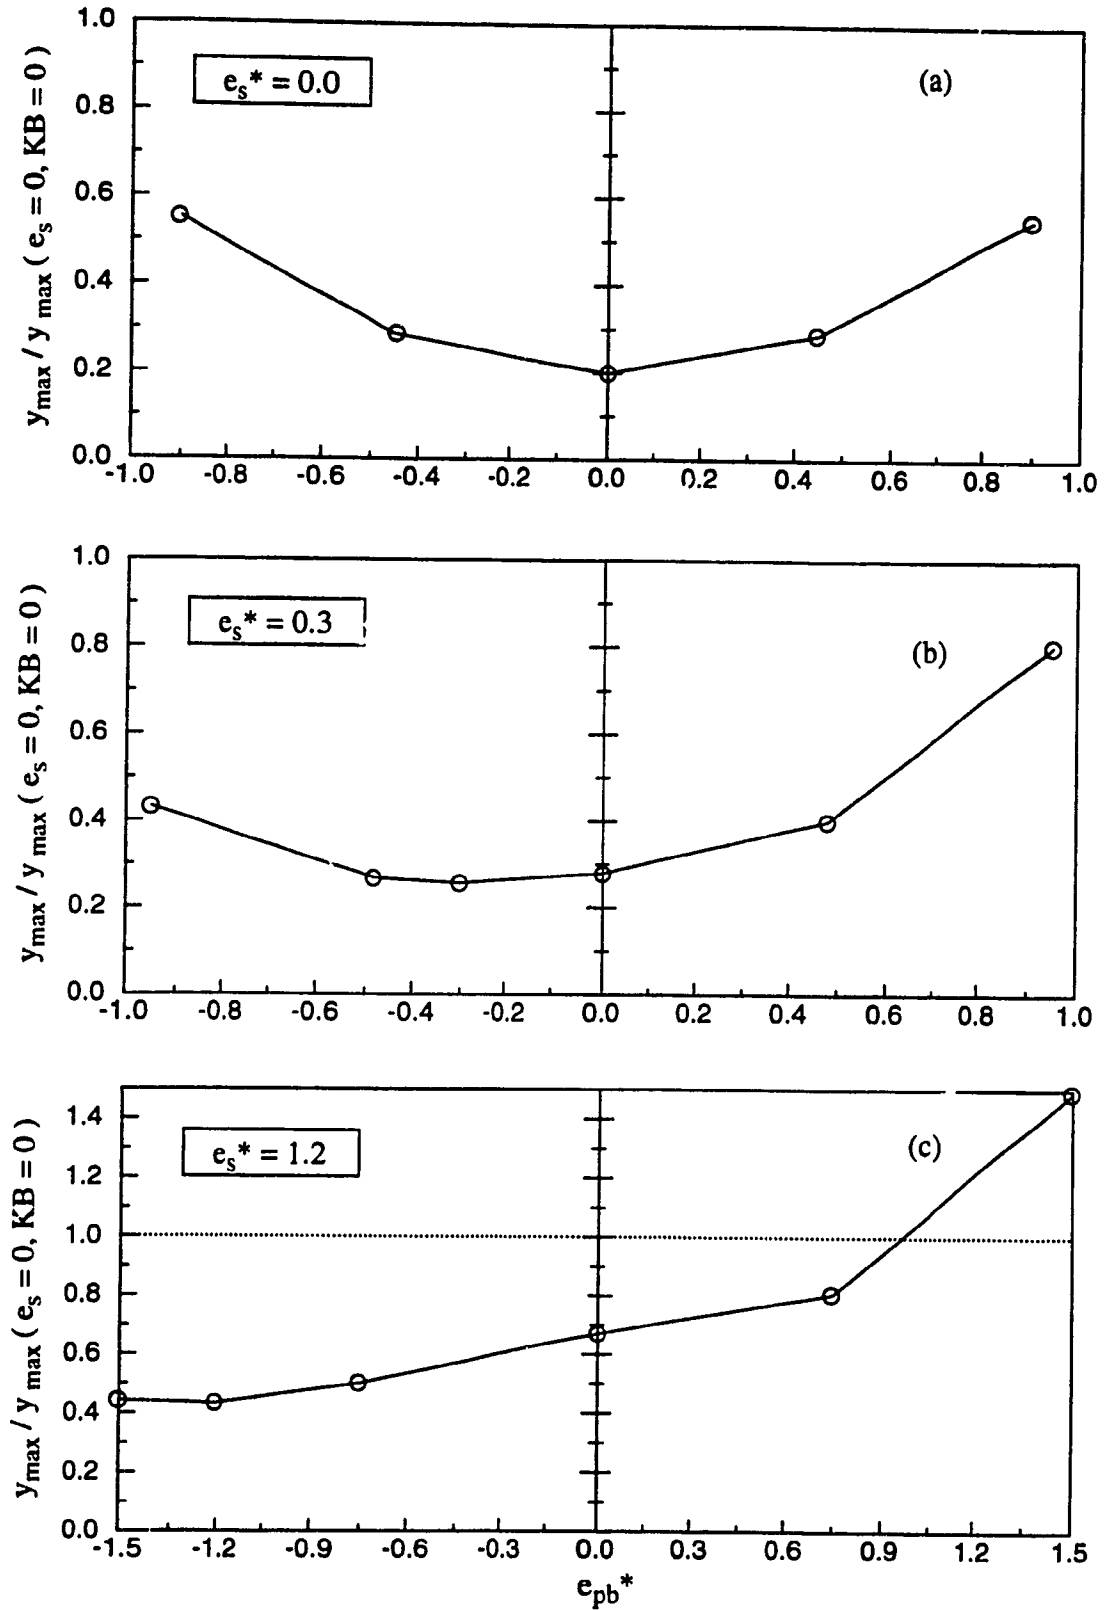 y_max / y_max ( e_s = 0, KB = 0)
1.0
0.8
0.6
0.4
0.2
0.0
e_s* = 0.0
(a)
-1.0 -0.8 -0.6 -0.4 -0.2 0.0 0.2 0.4 0.6 0.8 1.0
y_max / y_max ( e_s = 0, KB = 0)
1.0
0.8
0.6
0.4
0.2
0.0
e_s* = 0.3
(b)
-1.0 -0.8 -0.6 -0.4 -0.2 0.0 0.2 0.4 0.6 0.8 1.0
y_max / y_max ( e_s = 0, KB = 0)
1.4
1.2
1.0
0.8
0.6
0.4
0.2
0.0
e_s* = 1.2
(c)
-1.5 -1.2 -0.9 -0.6 -0.3 0.0 0.3 0.6 0.9 1.2 1.5
e_pb*